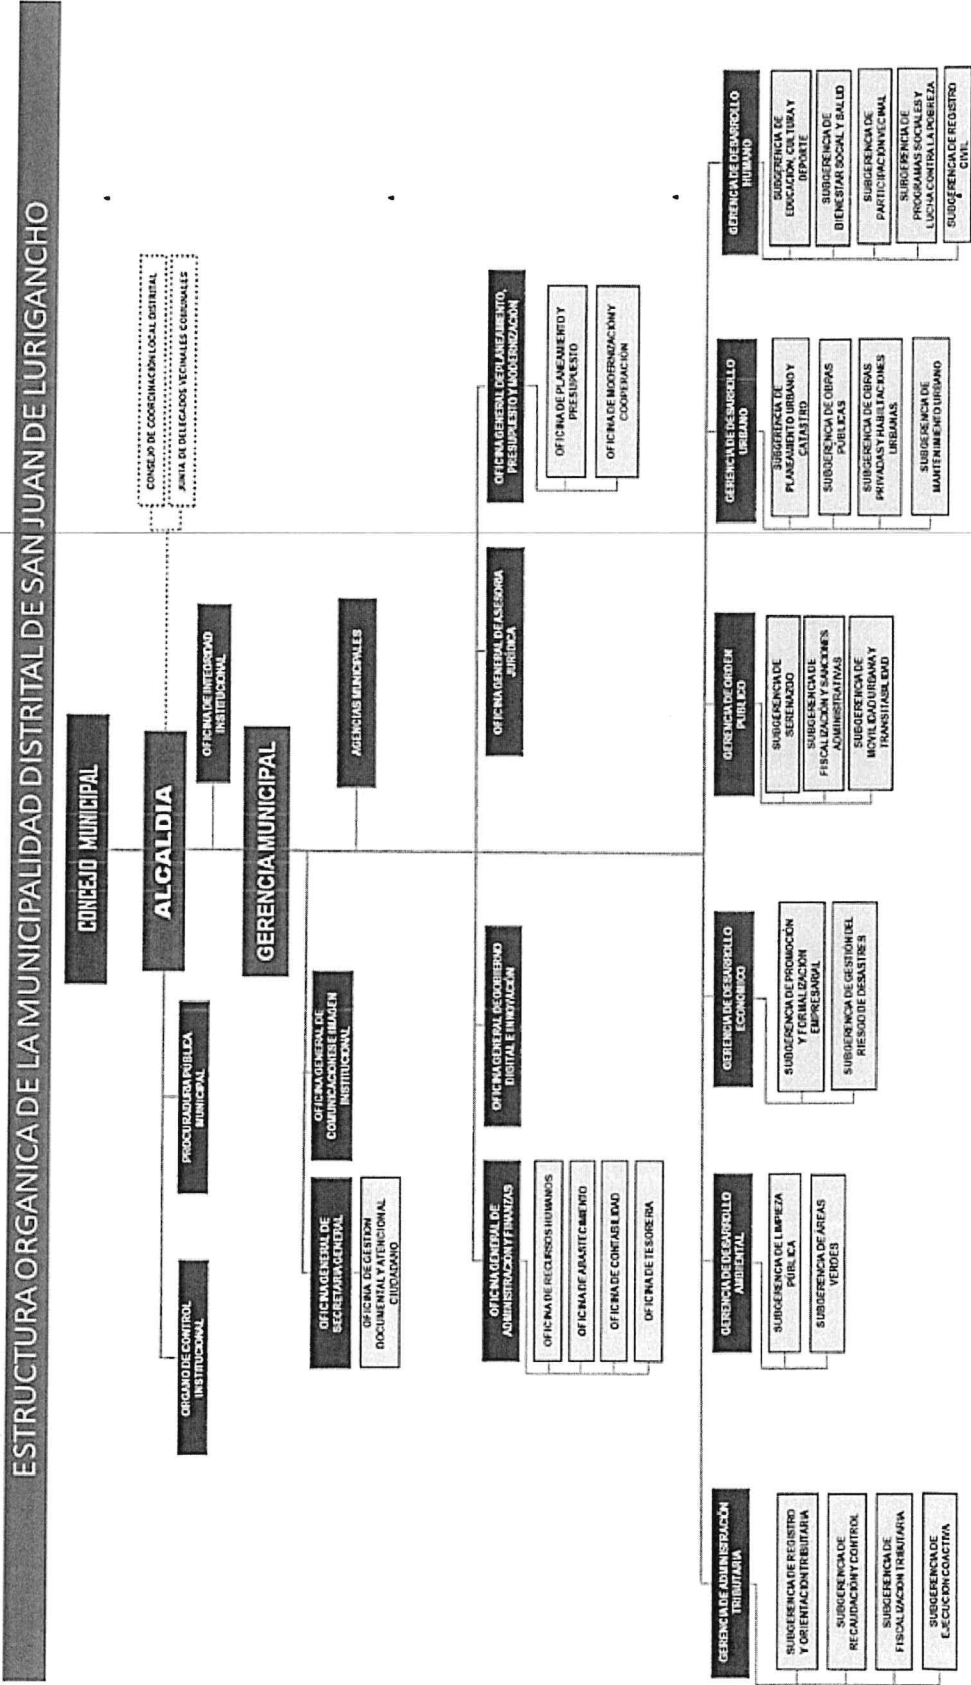 ESTRUCTURA ORGANICA DE LA MUNICIPALIDAD DISTRITAL DE SAN JUAN DE LURIGANCHO
CONCEJO MUNICIPAL
CONSEJO DE COORDINACION LOCAL DISTRITAL
JUNTA DE DELEGADOS VECINALES COMUNALES
ALCALDIA
ORGANO DE CONTROL
INSTITUCIONAL
PROCURADURA PÚBLICA
MUNICIPAL
OFICINA DE INTEGRIDAD
INSTITUCIONAL
GERENCIA MUNICIPAL
OFICINA GENERAL DE
SECRETARIA GENERAL
OFICINA DE GESTION
DOCUMENTAL Y ATENCIONAL
CIUDADANO
OFICINA GENERAL DE
COMUNICACIONES E IMAGEN
INSTITUCIONAL
AGENCIAS MUNICIPALES
OFICINA GENERAL DE
ADMINISTRACIÓN Y FINANZAS
OFICINA DE RECURSOS HUMANOS
OFICINA DE ABASTECIMIENTO
OFICINA DE CONTABILIDAD
OFICINA DE TESORERIA
OFICINA GENERAL DE GOBIERNO
DIGITAL E INNOVACIÓN
OFICINA GENERAL DE ASESORIA
JURÍDICA
OFICINA GENERAL DE PLANEAMIENTO,
PRESUPUESTO Y MODERNIZACIÓN
OFICINA DE PLANEAMIENTO Y
PRESUPUESTO
OFICINA DE MODERNIZACIÓN Y
COOPERACIÓN
GERENCIA DE ADMINISTRACIÓN
TRIBUTARIA
SUBGERENCIA DE REGISTRO
Y ORIENTACION TRIBUTARIA
SUBGERENCIA DE
RECAUDACIÓN Y CONTROL
SUBGERENCIA DE
FISCALIZACION TRIBUTARIA
SUBGERENCIA DE
EJECUCION COACTIVA
GERENCIA DE DESARROLLO
AMBIENTAL
SUBGERENCIA DE LIMPIEZA
PÚBLICA
SUBGERENCIA DE AREAS
VERDES
GERENCIA DE DESARROLLO
ECONOMICO
SUBGERENCIA DE PROMOCIÓN
Y FORMALIZACIÓN
EMPRESARIAL
SUBGERENCIA DE GESTIÓN DEL
RIESGO DE DESASTRES
GERENCIA DE ORDEN
PUBLICO
SUBGERENCIA DE
SERENAZGO
SUBGERENCIA DE
FISCALIZACIÓN Y SANCIONES
ADMINISTRATIVAS
SUBGERENCIA DE
MOVILIDAD URBANA Y
TRANSITABILIDAD
GERENCIA DE DESARROLLO
URBANO
SUBGERENCIA DE
PLANEAMIENTO URBANO Y
CATASTRO
SUBGERENCIA DE OBRAS
PUBLICAS
SUBGERENCIA DE OBRAS
PRIVADAS Y HABILITACIONES
URBANAS
SUBGERENCIA DE
MANTENIMIENTO URBANO
GERENCIA DE DESARROLLO
HUMANO
SUBGERENCIA DE
EDUCACION, CULTURA Y
DEPORTE
SUBGERENCIA DE
BIENESTAR SOCIAL Y SALUD
SUBGERENCIA DE
PARTICIPACION VECINAL
SUBGERENCIA DE
PROGRAMAS SOCIALES Y
LUCHA CONTRA LA POBREZA
SUBGERENCIA DE REGISTRO
CIVIL